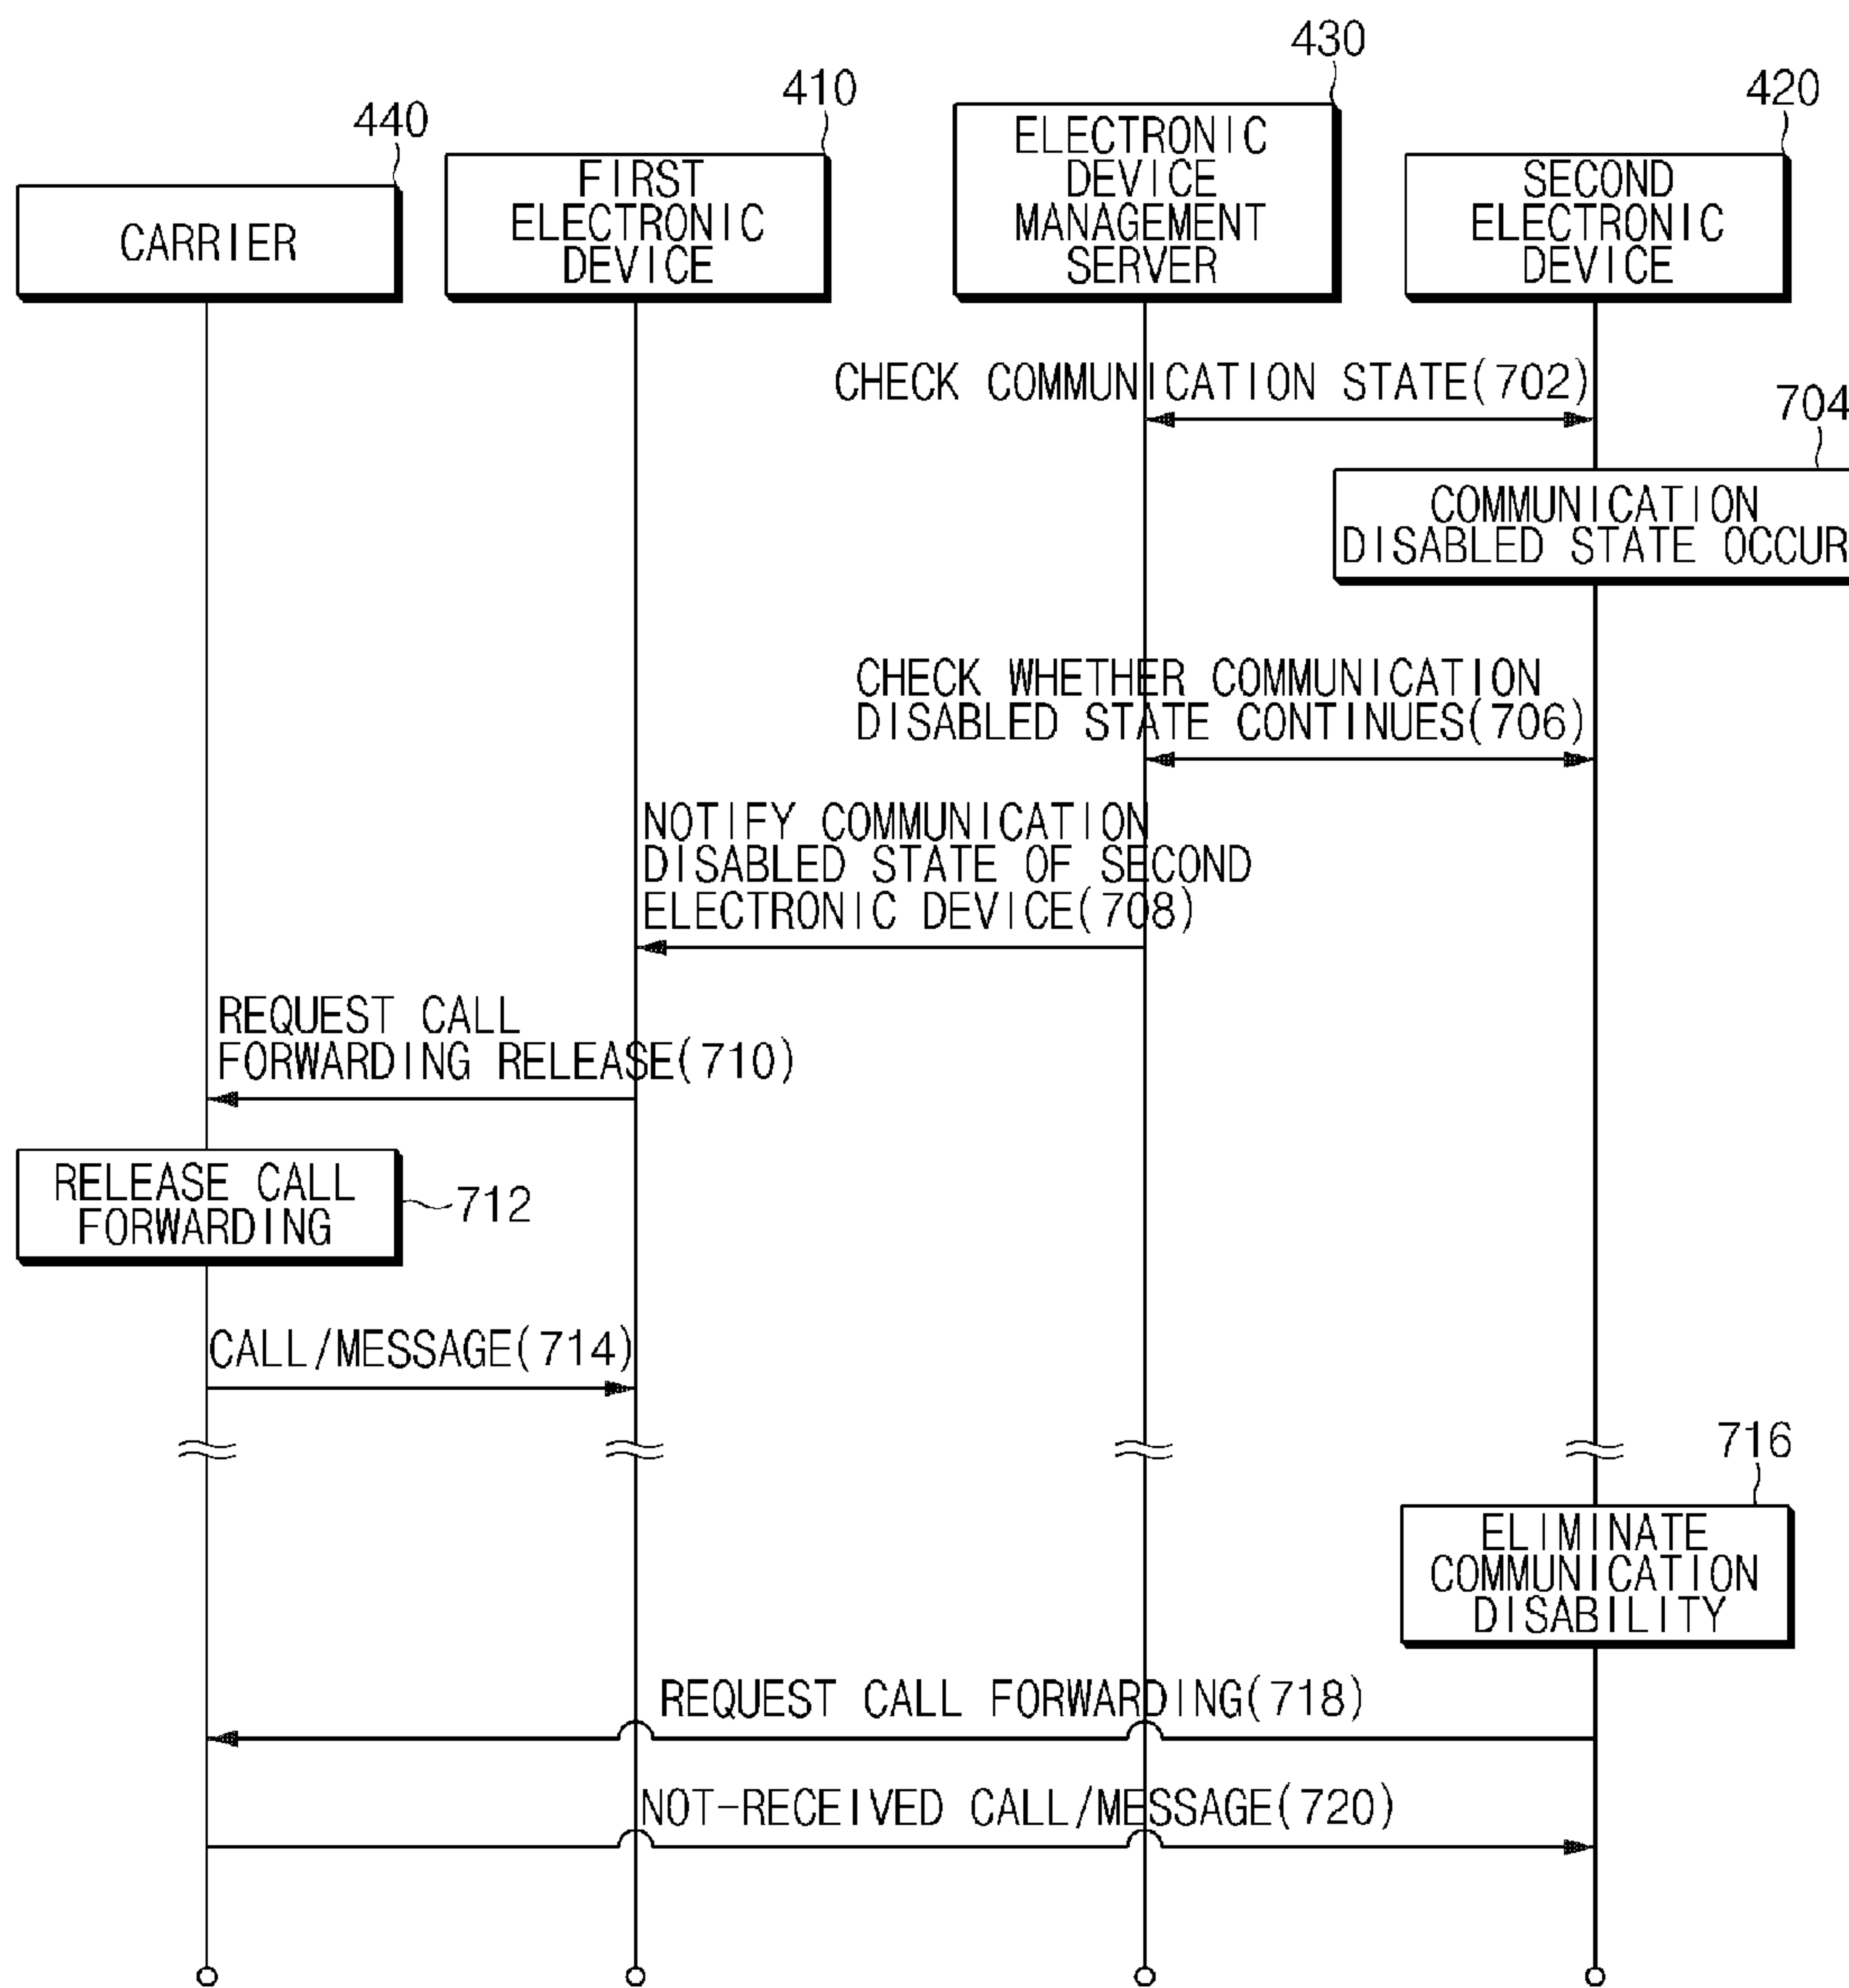 430
410
420
440
ELECTRONIC
DEVICE
MANAGEMENT
SERVER
FIRST
ELECTRONIC
DEVICE
SECOND
ELECTRONIC
DEVICE
CARRIER
CHECK COMMUNICATION STATE(702)
704
COMMUNICATION
DISABLED STATE OCCUR
CHECK WHETHER COMMUNICATION
DISABLED STATE CONTINUES(706)
NOTIFY COMMUNICATION
DISABLED STATE OF SECOND
ELECTRONIC DEVICE(708)
REQUEST CALL
FORWARDING RELEASE(710)
RELEASE CALL
FORWARDING
712
CALL/MESSAGE(714)
716
ELIMINATE
COMMUNICATION
DISABILITY
REQUEST CALL FORWARDING(718)
NOT-RECEIVED CALL/MESSAGE(720)